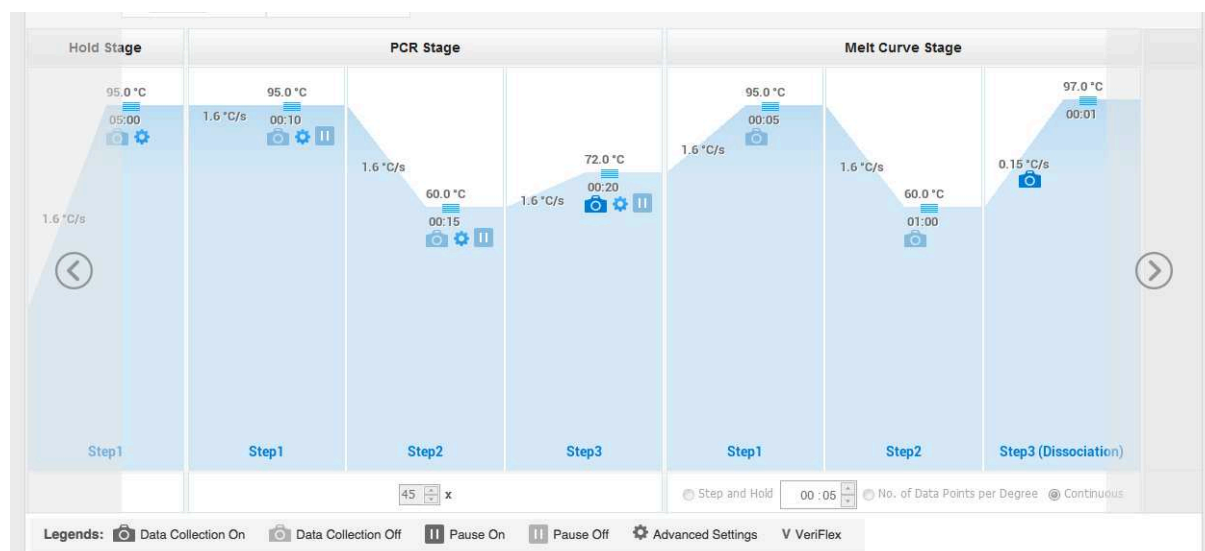 Hold Stage
PCR Stage
Melt Curve Stage
95.0 °C
05:00
1.6 °C/s
Step1
95.0 °C
1.6 °C/s
00:10
Step1
1.6 °C/s
60.0 °C
00:15
Step2
72.0 °C
1.6 °C/s
00:20
Step3
95.0 °C
00:05
1.6 °C/s
Step1
1.6 °C/s
60.0 °C
01:00
Step2
97.0 °C
00:01
0.15 °C/s
Step3 (Dissociation)
45 x
Step and Hold 00 :05 No. of Data Points per Degree Continuous
Legends: Data Collection On Data Collection Off Pause On Pause Off Advanced Settings V VeriFlex